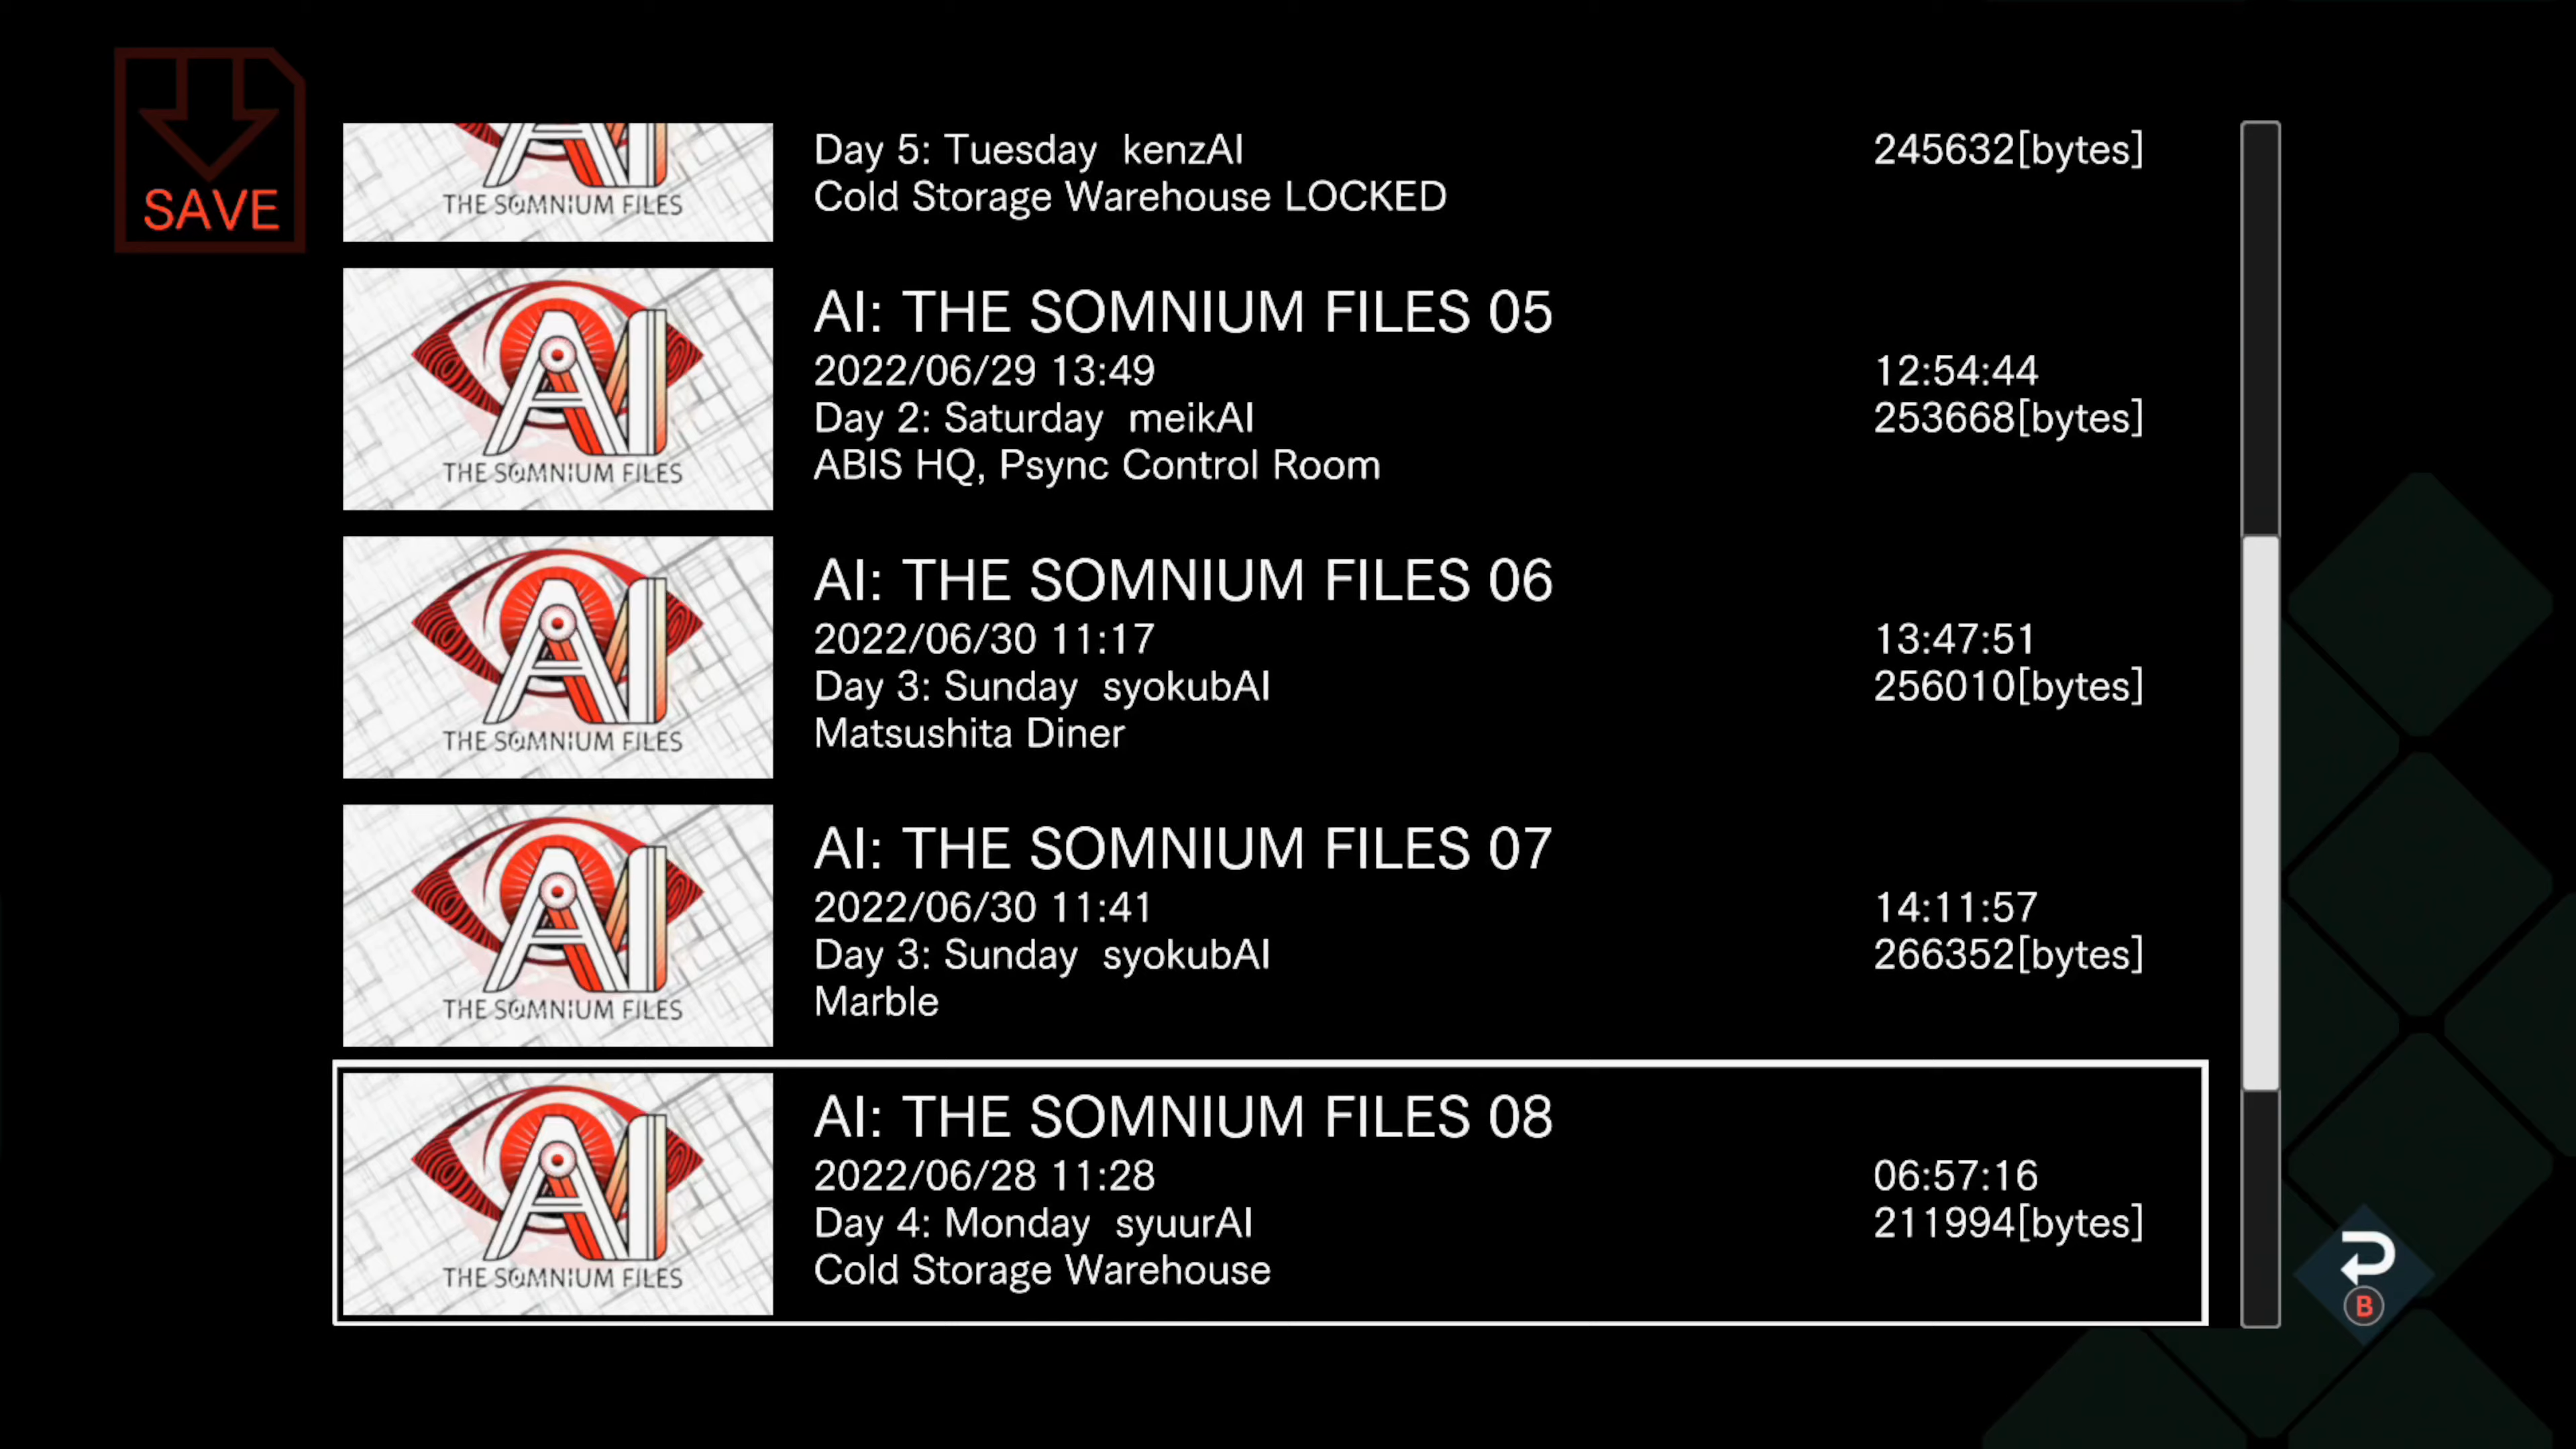 SAVE
Day 5: Tuesday kenzAI 245632[bytes]
Cold Storage Warehouse LOCKED
THE SOMNIUM FILES
AI: THE SOMNIUM FILES 05
2022/06/29 13:49 12:54:44
Day 2: Saturday meikAI 253668[bytes]
ABIS HQ, Psync Control Room
AI
THE SOMNIUM FILES
AI: THE SOMNIUM FILES 06
2022/06/30 11:17 13:47:51
Day 3: Sunday syokubAI 256010[bytes]
Matsushita Diner
AI
THE SOMNIUM FILES
AI: THE SOMNIUM FILES 07
2022/06/30 11:41 14:11:57
Day 3: Sunday syokubAI 266352[bytes]
Marble
AI
THE SOMNIUM FILES
AI: THE SOMNIUM FILES 08
2022/06/28 11:28 06:57:16
Day 4: Monday syuurAI 211994[bytes]
Cold Storage Warehouse
AI
THE SOMNIUM FILES
B